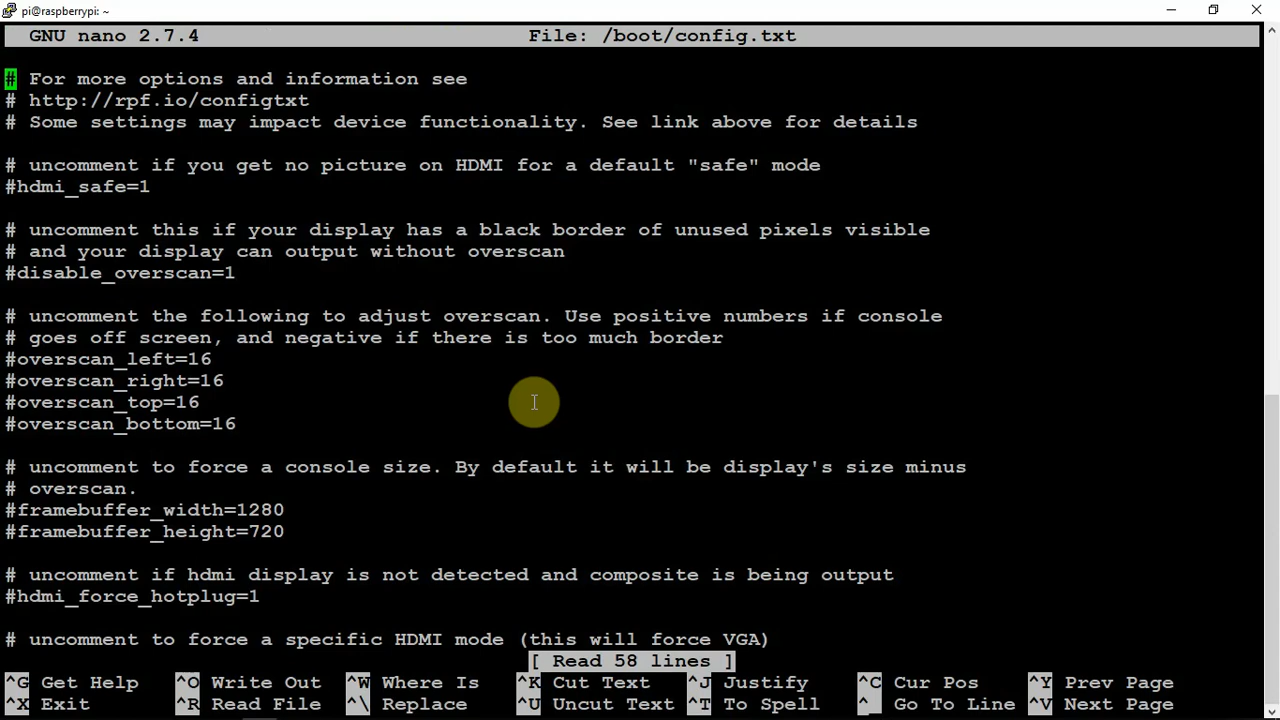 pi@raspberrypi: ~
GNU nano 2.7.4 File: /boot/config.txt
# For more options and information see
# http://rpf.io/configtxt
# Some settings may impact device functionality. See link above for details
# uncomment if you get no picture on HDMI for a default "safe" mode
#hdmi_safe=1
# uncomment this if your display has a black border of unused pixels visible
# and your display can output without overscan
#disable_overscan=1
# uncomment the following to adjust overscan. Use positive numbers if console
# goes off screen, and negative if there is too much border
#overscan_left=16
#overscan_right=16
#overscan_top=16
#overscan_bottom=16
# uncomment to force a console size. By default it will be display's size minus
# overscan.
#framebuffer_width=1280
#framebuffer_height=720
# uncomment if hdmi display is not detected and composite is being output
#hdmi_force_hotplug=1
# uncomment to force a specific HDMI mode (this will force VGA)
[ Read 58 lines ]
^G Get Help ^O Write Out ^W Where Is ^K Cut Text ^J Justify ^C Cur Pos ^Y Prev Page
^X Exit ^R Read File ^\ Replace ^U Uncut Text ^T To Spell ^_ Go To Line ^V Next Page